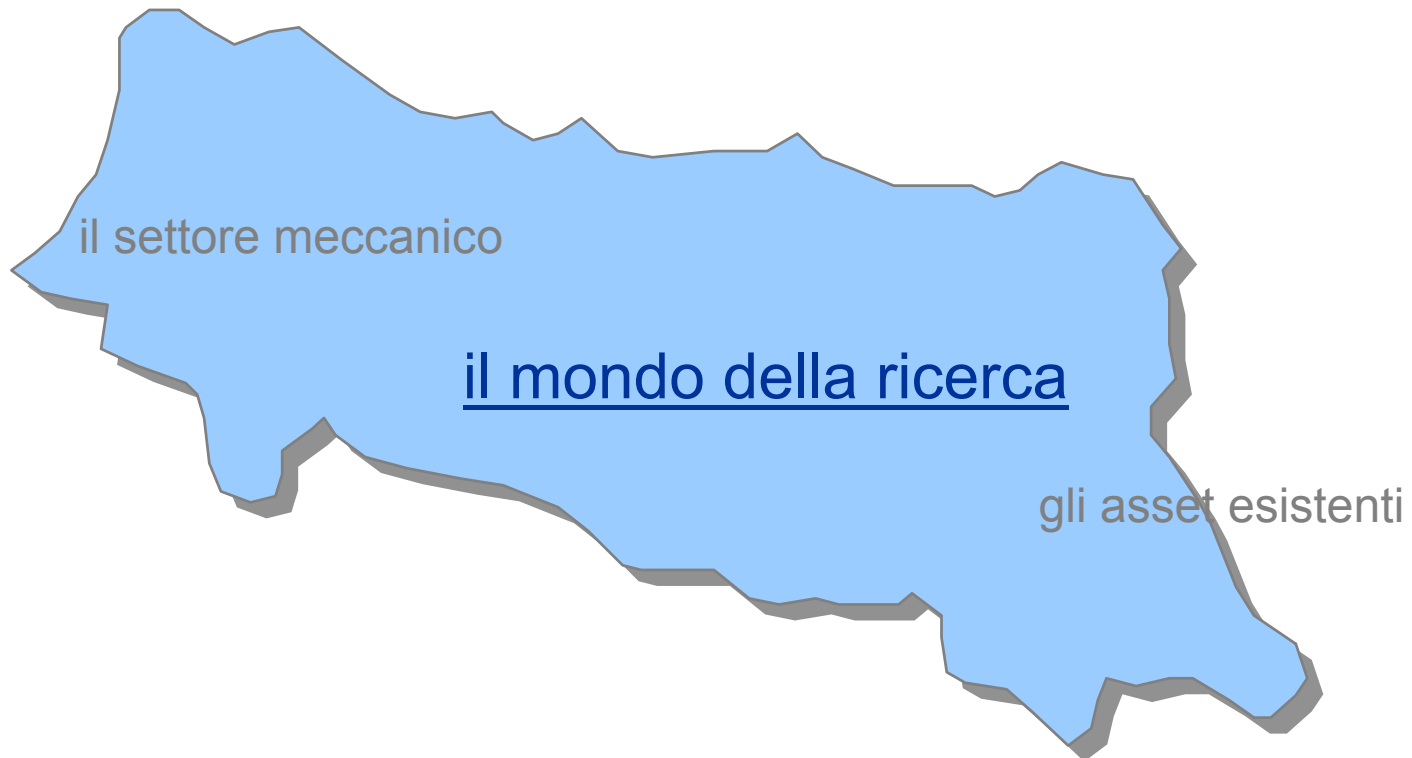 il settore meccanico
il mondo della ricerca
gli asset esistenti